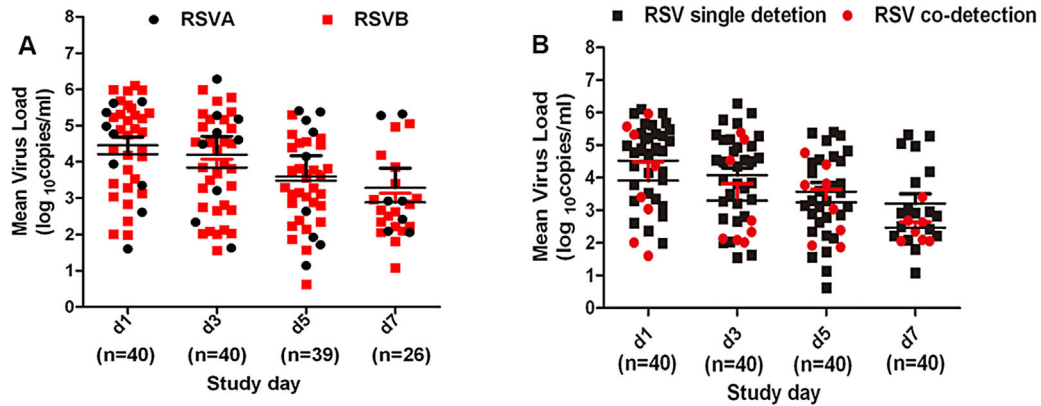 A
RSVA
RSVB
Mean Virus Load
(log 10copies/ml)
8
7
6
5
4
3
2
1
0
d1
d3
d5
d7
(n=40)
(n=40)
(n=39)
(n=26)
Study day
B
RSV single detetion
RSV co-detection
Mean Virus Load
(log 10copies/ml)
8
7
6
5
4
3
2
1
0
d1
d3
d5
d7
(n=40)
(n=40)
(n=40)
(n=40)
Study day